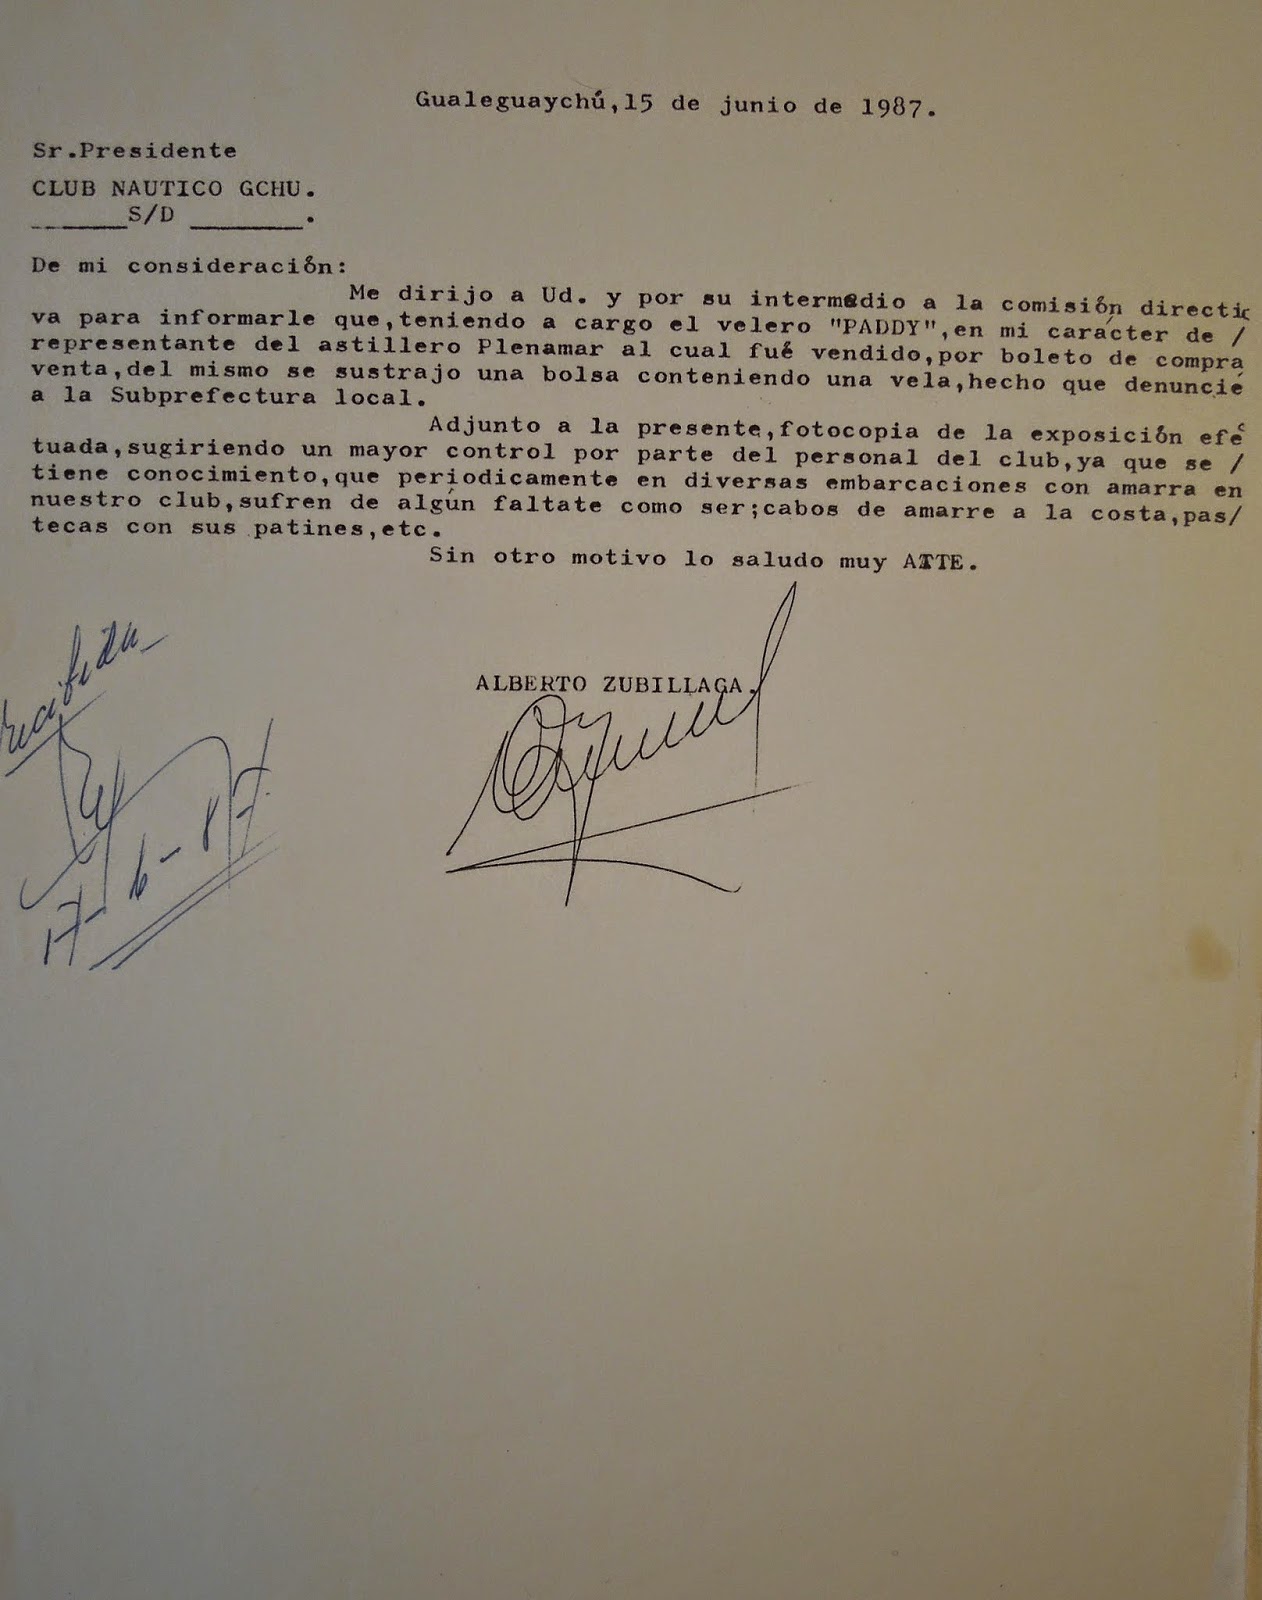 Gualeguaychú,15 de junio de 1987.
Sr.Presidente
CLUB NAUTICO GCHU.
______S/D _______.
De mi consideración:
Me dirijo a Ud. y por su intermedio a la comisión directi
va para informarle que,teniendo a cargo el velero "PADDY",en mi carácter de /
representante del astillero Plenamar al cual fué vendido,por boleto de compra
venta,del mismo se sustrajo una bolsa conteniendo una vela,hecho que denuncié
a la Subprefectura local.
Adjunto a la presente,fotocopia de la exposición efec
tuada,sugiriendo un mayor control por parte del personal del club,ya que se /
tiene conocimiento,que periodicamente en diversas embarcaciones con amarra en
nuestro club,sufren de algún faltate como ser;cabos de amarre a la costa,pas/
tecas con sus patines,etc.
Sin otro motivo lo saludo muy ATTE.
ALBERTO ZUBILLAGA.
recibida
17-6-87